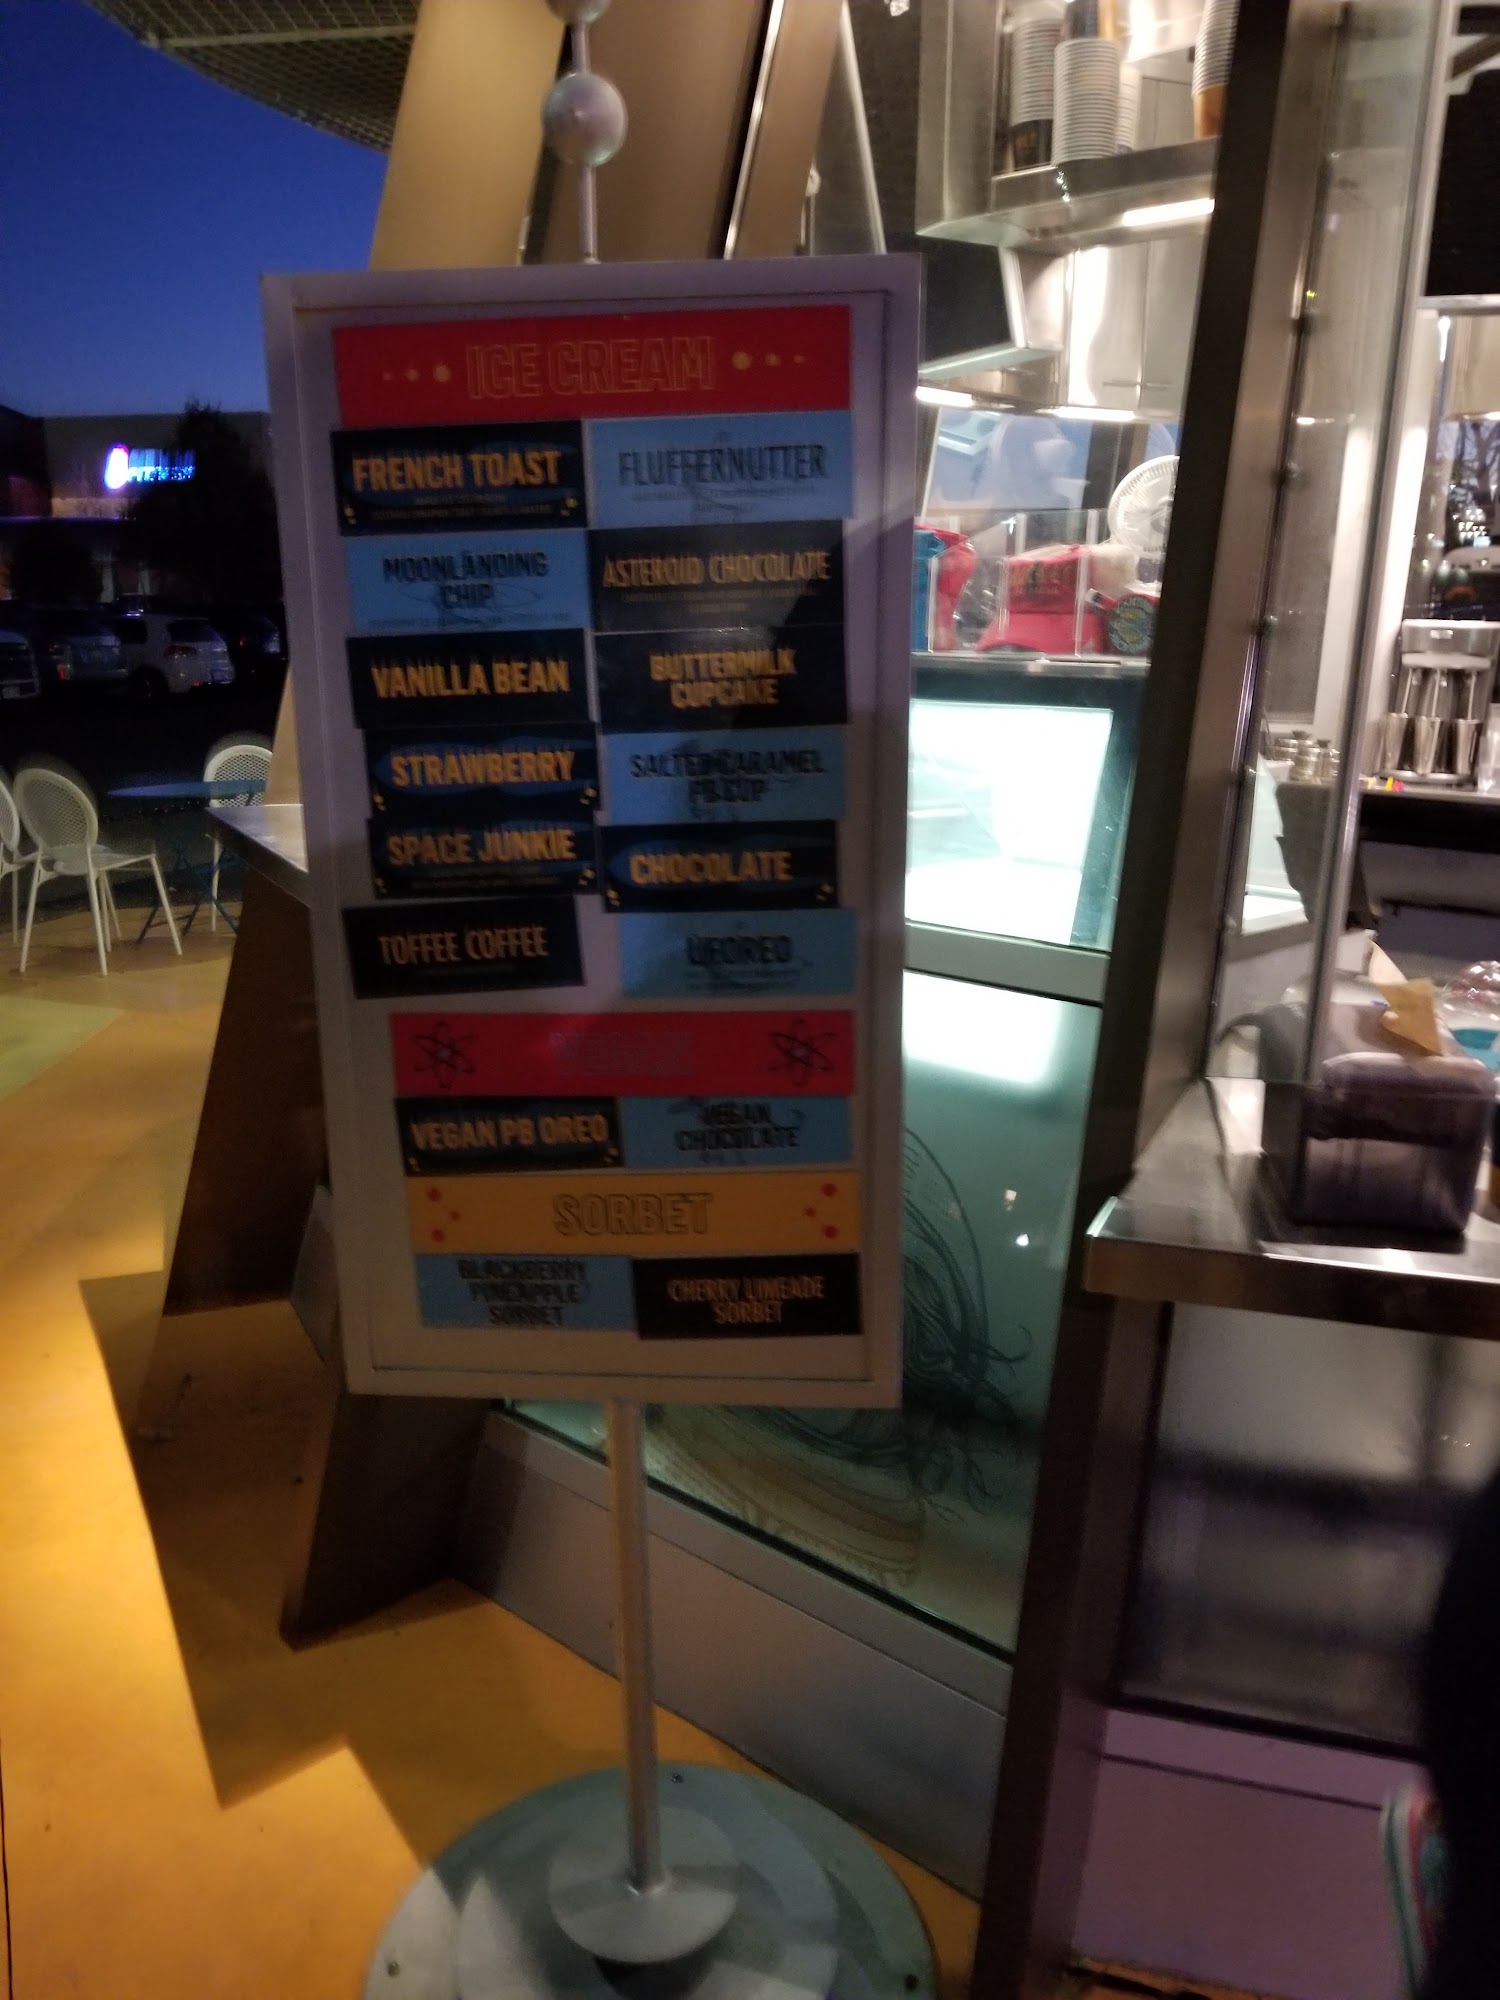 ICE CREAM
FRENCH TOAST
FLUFFERNUTTER
MOONLANDING
CHIP
ASTEROID CHOCOLATE
VANILLA BEAN
BUTTERMILK
CUPCAKE
STRAWBERRY
SALTED CARAMEL
PB CUP
SPACE JUNKIE
CHOCOLATE
TOFFEE COFFEE
UFOREO
VEGAN PB OREO
VEGAN
CHOCOLATE
SORBET
BLACKBERRY
PINEAPPLE
SORBET
CHERRY LIMEADE
SORBET